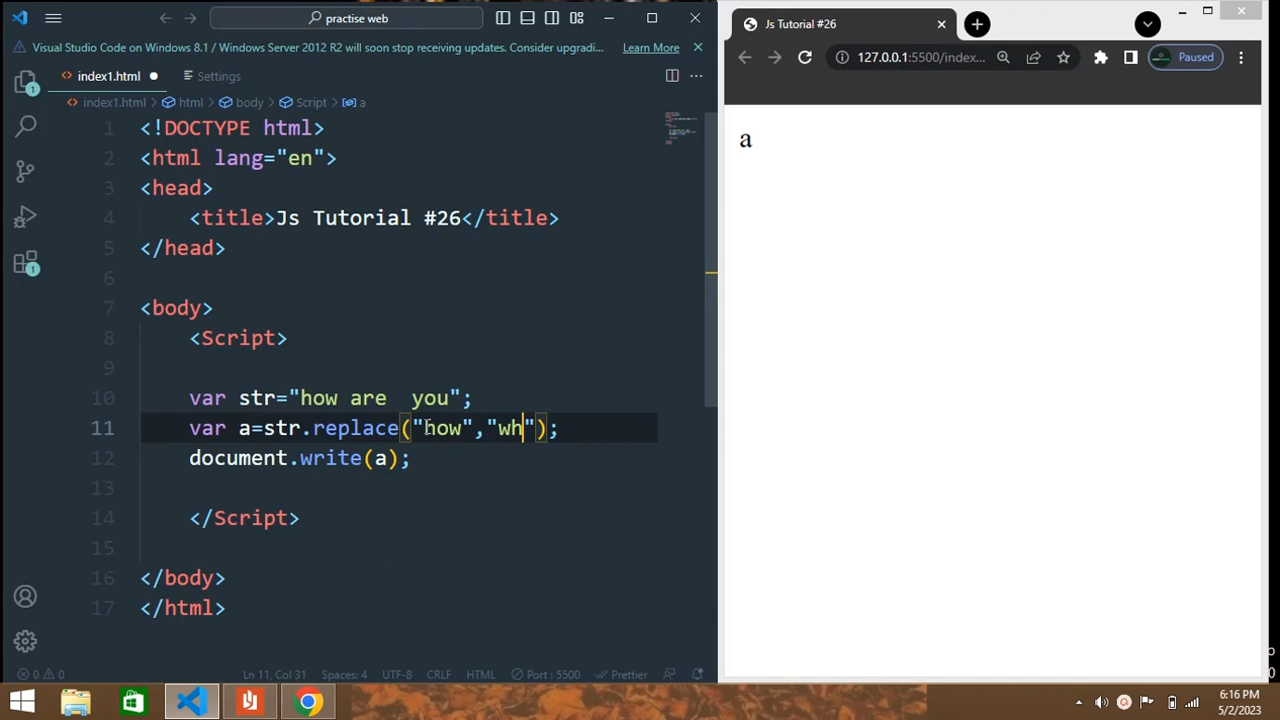 practise web
Visual Studio Code on Windows 8.1 / Windows Server 2012 R2 will soon stop receiving updates. Consider upgradi... Learn More
index1.html Settings
index1.html html body Script a
1 <!DOCTYPE html>
2 <html lang="en">
3 <head>
4 <title>Js Tutorial #26</title>
5 </head>
6
7 <body>
8 <Script>
9
10 var str="how are  you";
11 var a=str.replace("how","wh");
12 document.write(a);
13
14 </Script>
15
16 </body>
17 </html>
0 0 Ln 11, Col 31 Spaces: 4 UTF-8 CRLF HTML Port : 5500 Prettier
Js Tutorial #26
127.0.0.1:5500/index... Paused
a
6:16 PM
5/2/2023